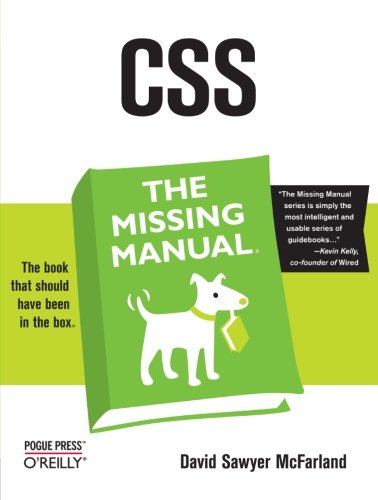 CSS
THE
MISSING
MANUAL®
"The Missing Manual
series is simply the
most intelligent and
usable series of
guidebooks..."
—Kevin Kelly,
co-founder of Wired
The book
that should
have been
in the box®
POGUE PRESS™
O'REILLY®
David Sawyer McFarland